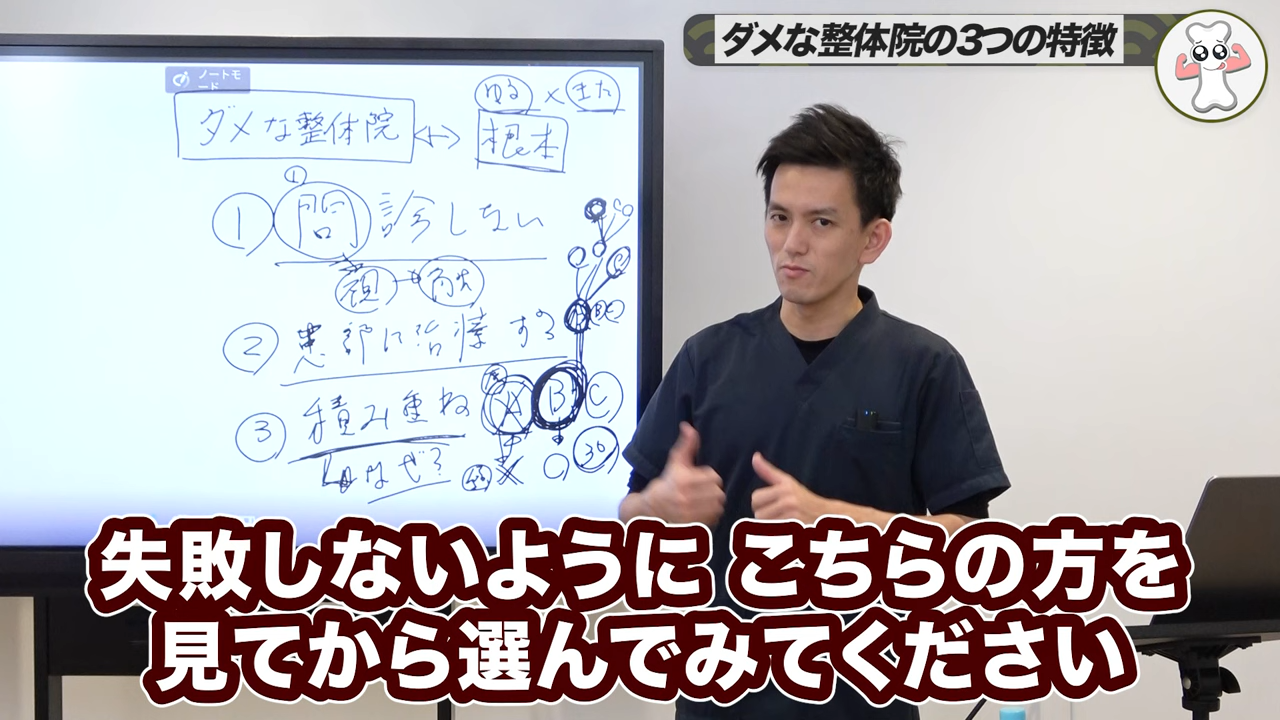 ダメな整体院の3つの特徴
ノートモード
ゆる×また
ダメな整体院 ↔ 根本
① 問診しない
①
視→触
② 患部に治療する
③ 積み重ね
A B C
なぜ?
× ○ 30
失敗しないように こちらの方を
見てから選んでみてください